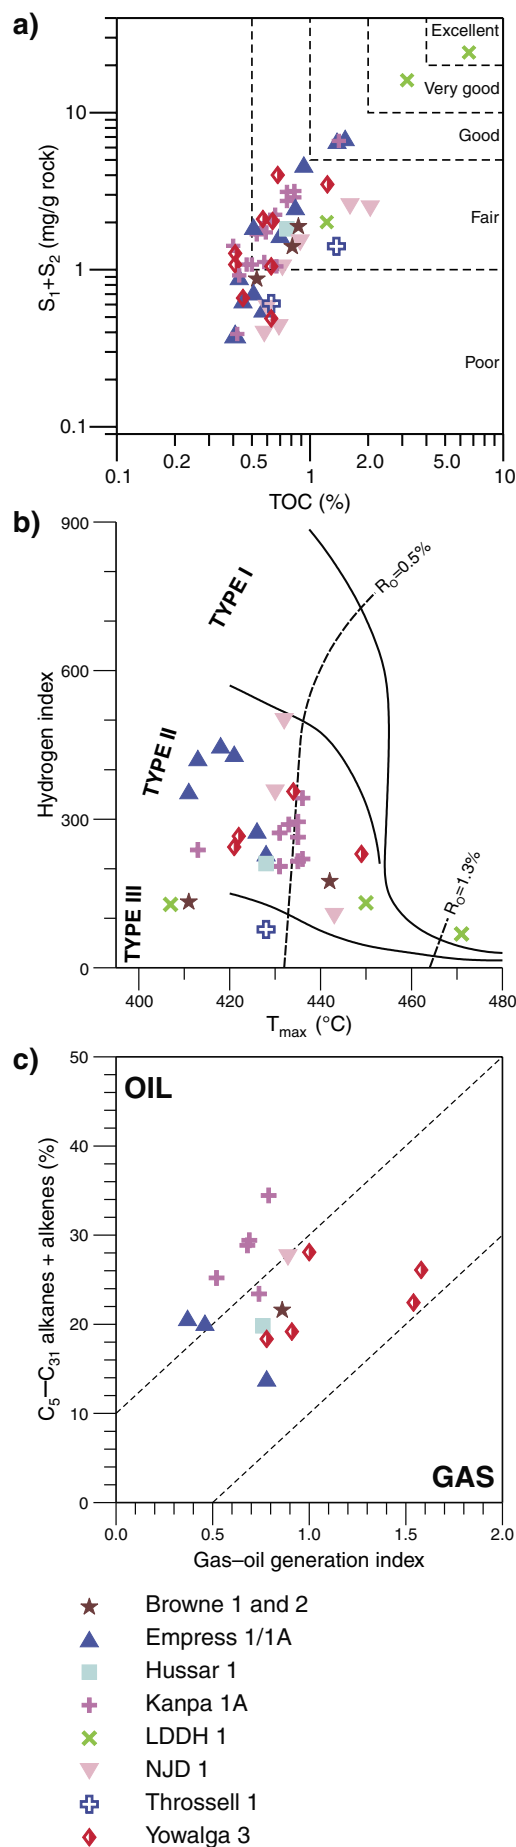 a)
Excellent
Very good
Good
Fair
Poor
10
1
0.1
S1+S2 (mg/g rock)
0.1 0.2 0.5 1 2.0 5.0 10
TOC (%)
b)
900
600
300
0
Hydrogen index
TYPE I
TYPE II
TYPE III
RO=0.5%
RO=1.3%
400 420 440 460 480
Tmax (°C)
c)
50
40
30
20
10
0
C5—C31 alkanes + alkenes (%)
OIL
GAS
0.0 0.5 1.0 1.5 2.0
Gas–oil generation index
Browne 1 and 2
Empress 1/1A
Hussar 1
Kanpa 1A
LDDH 1
NJD 1
Throssell 1
Yowalga 3